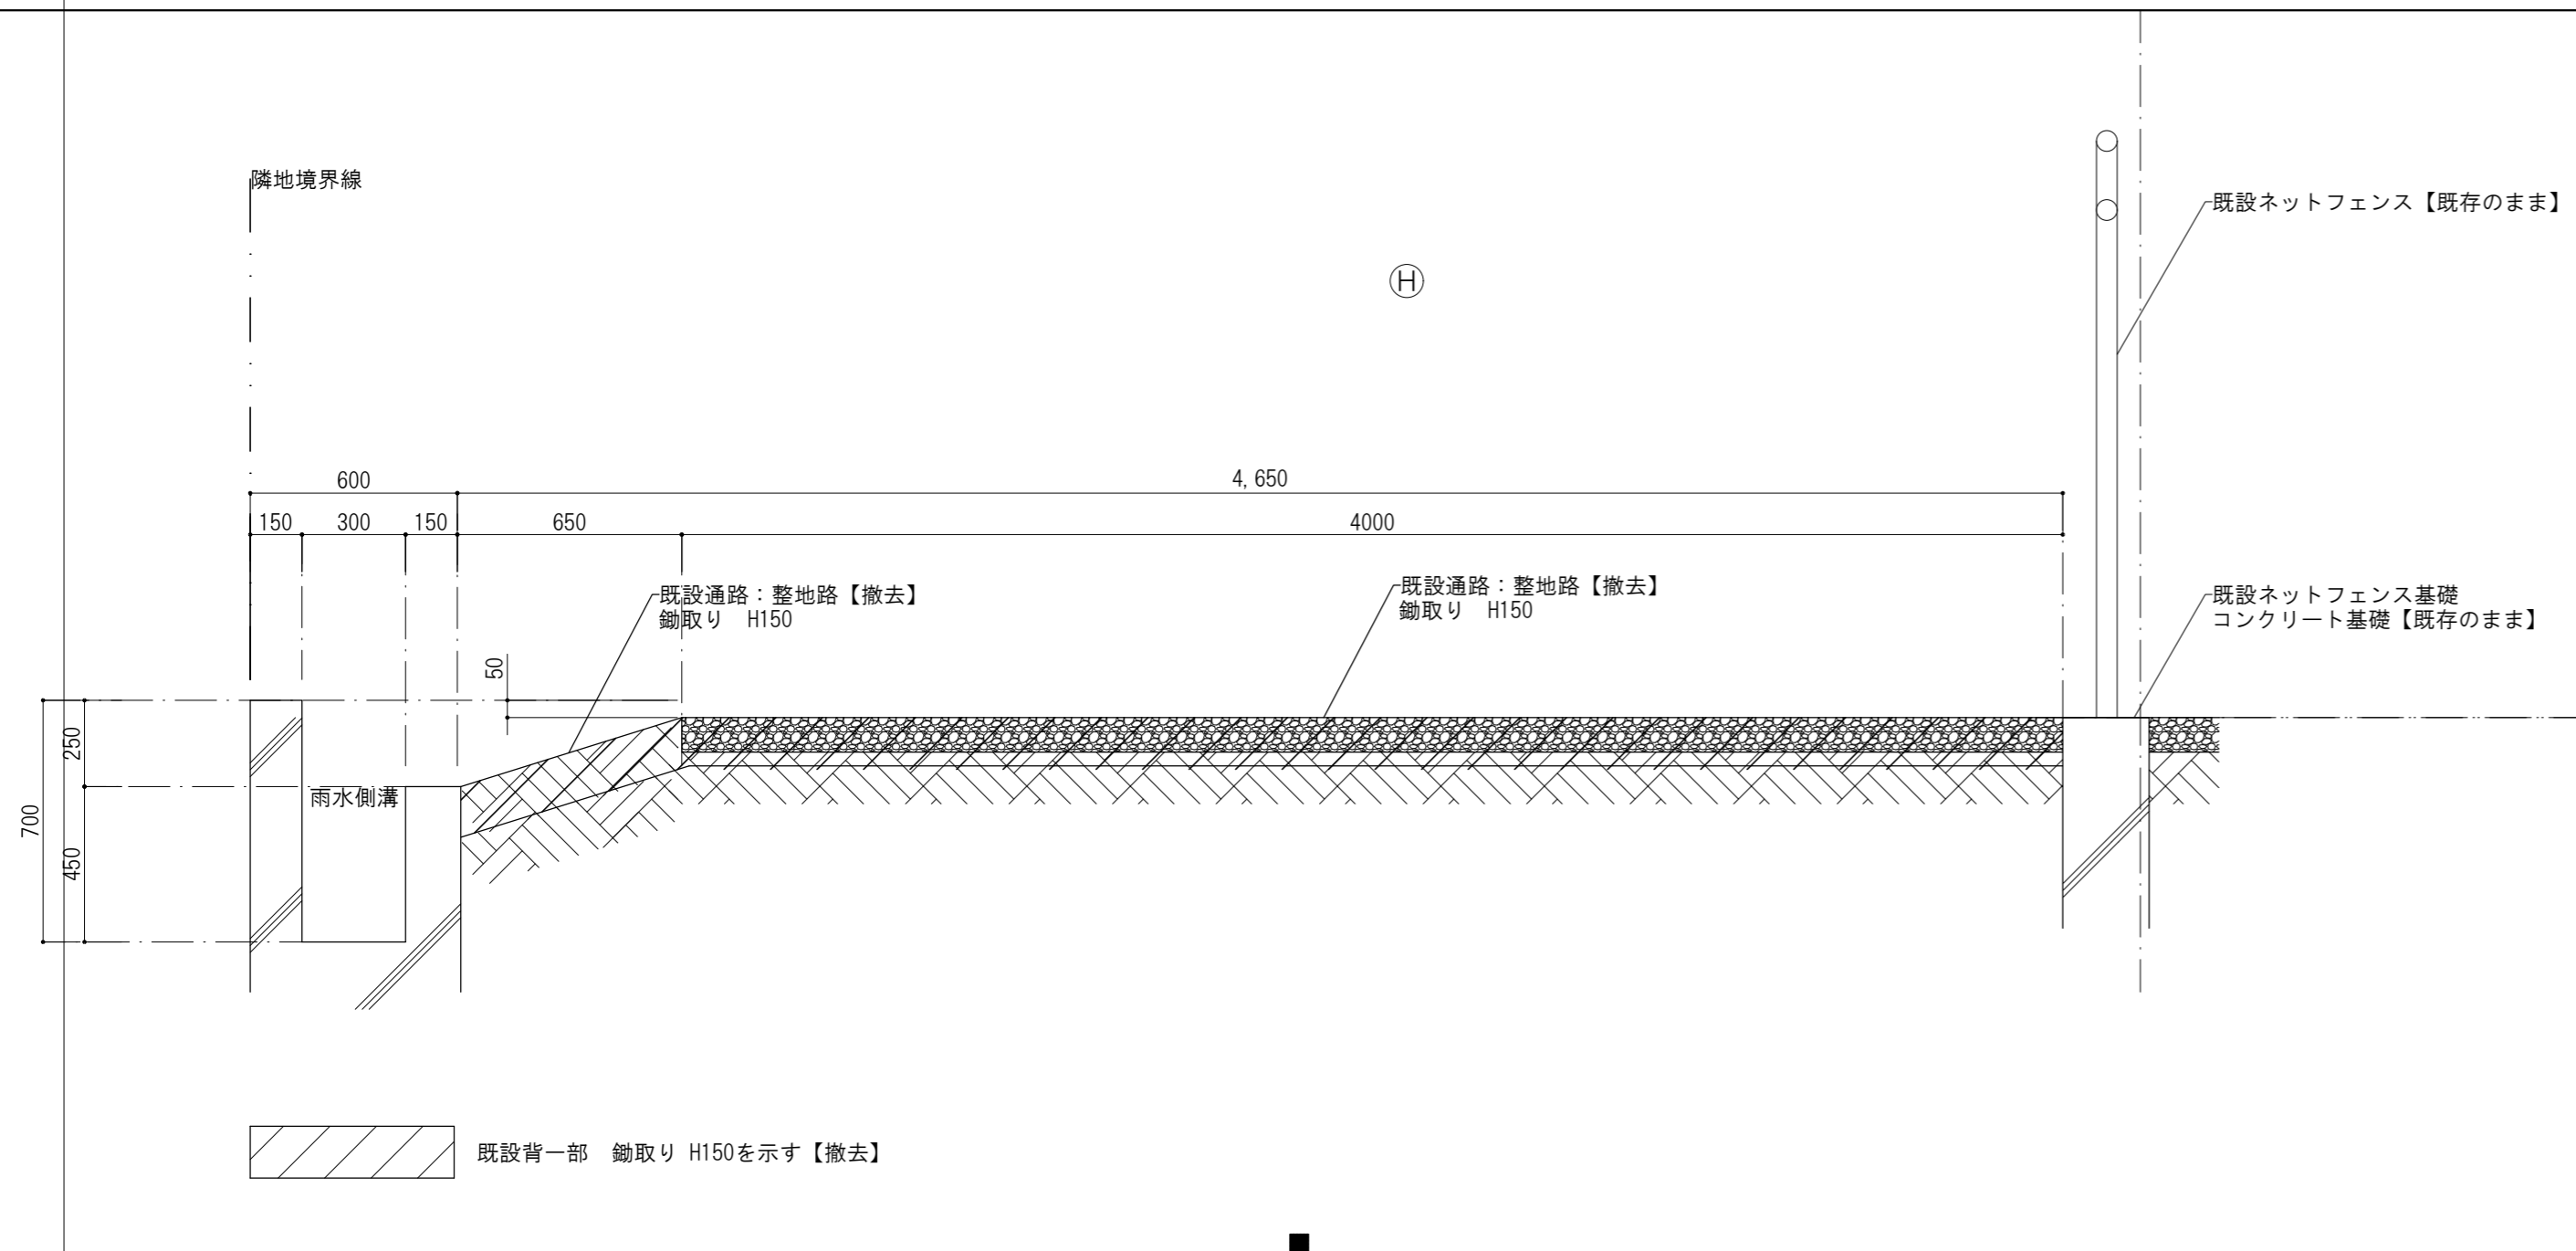 隣地境界線
既設ネットフェンス【既存のまま】
H
600
4,650
150
300
150
650
4000
既設通路：整地路【撤去】
鋤取り　H150
既設通路：整地路【撤去】
鋤取り　H150
既設ネットフェンス基礎
コンクリート基礎【既存のまま】
50
250
700
450
雨水側溝
既設背一部　鋤取り H150を示す【撤去】